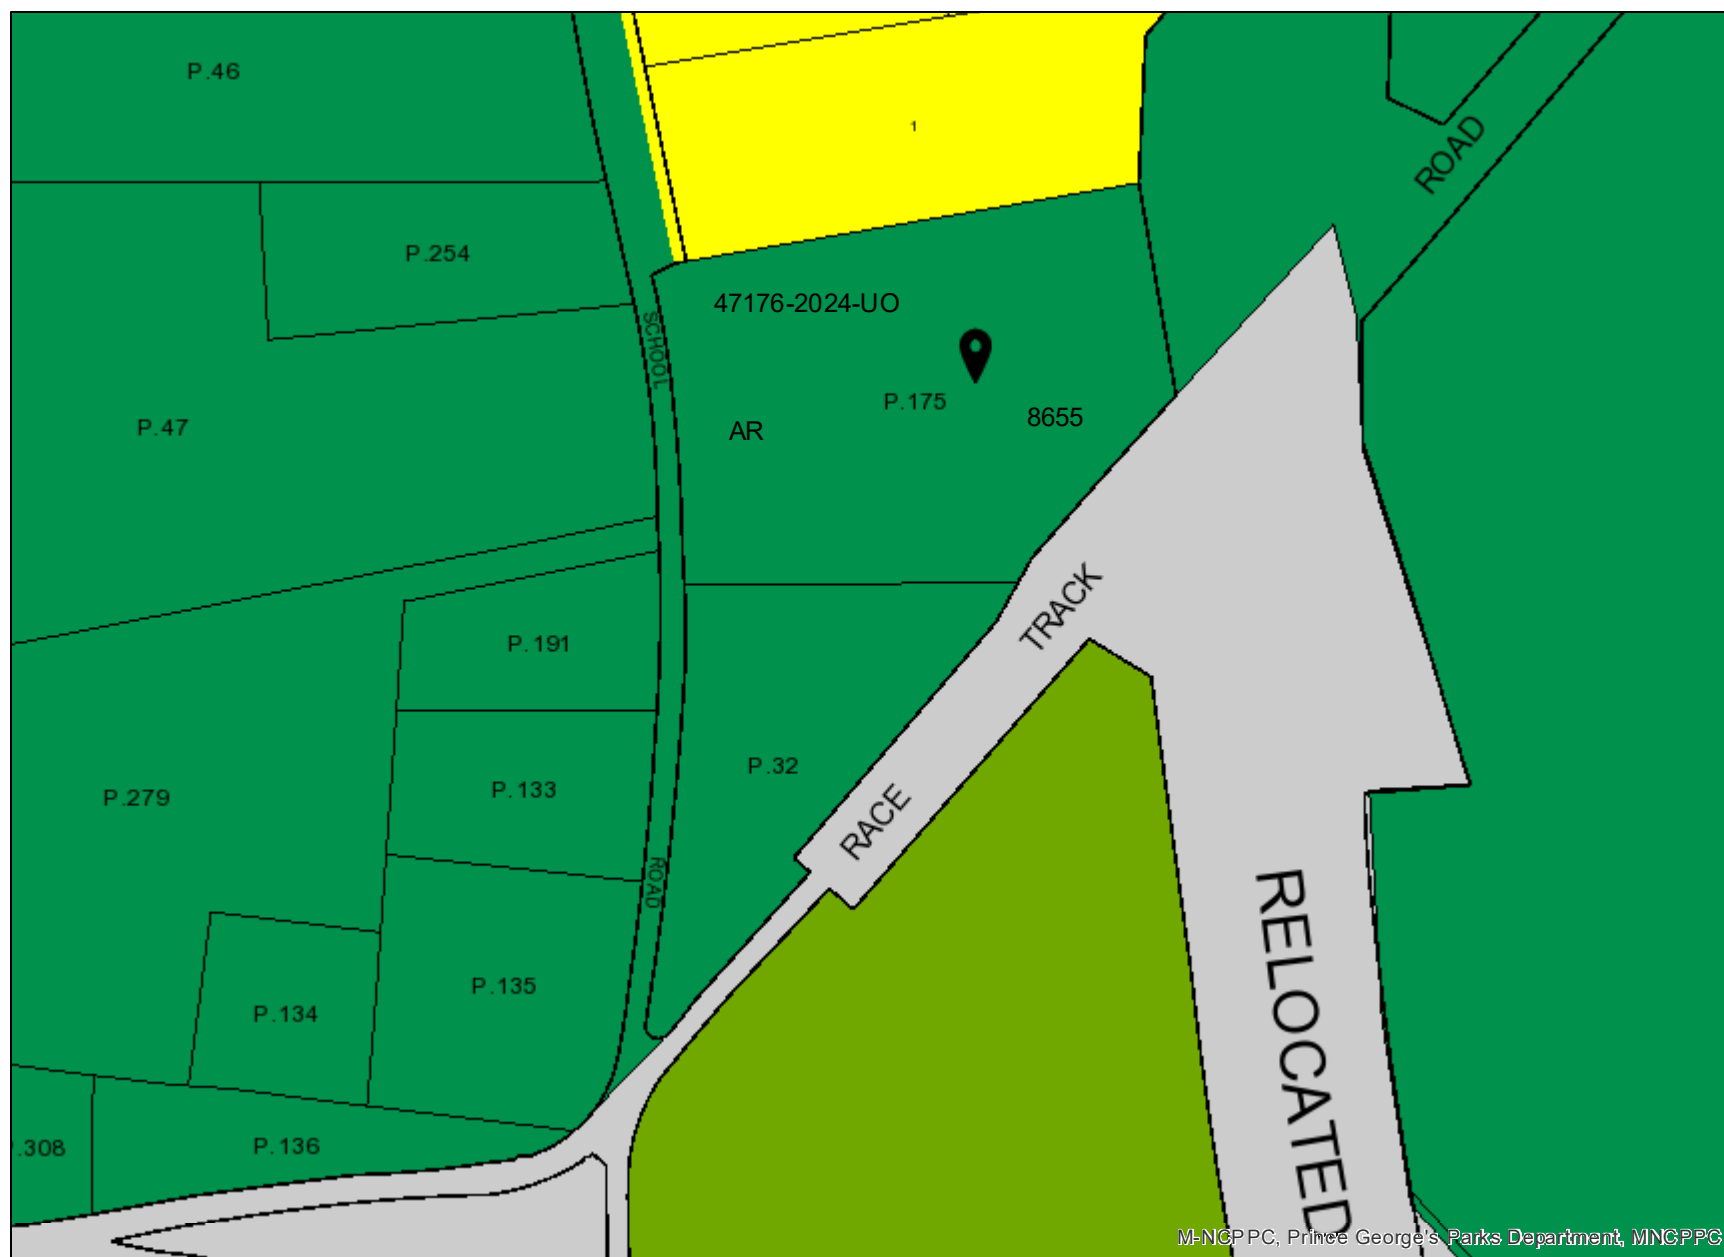 P.46
1
ROAD
P.254
47176-2024-UO
SCHOOL
P.175
8655
AR
P.47
TRACK
P.191
P.32
P.133
P.279
RACE
ROAD
RELOCATED
P.135
P.134
.308
P.136
M-NCPPC, Prince George's Parks Department, MNCPPC